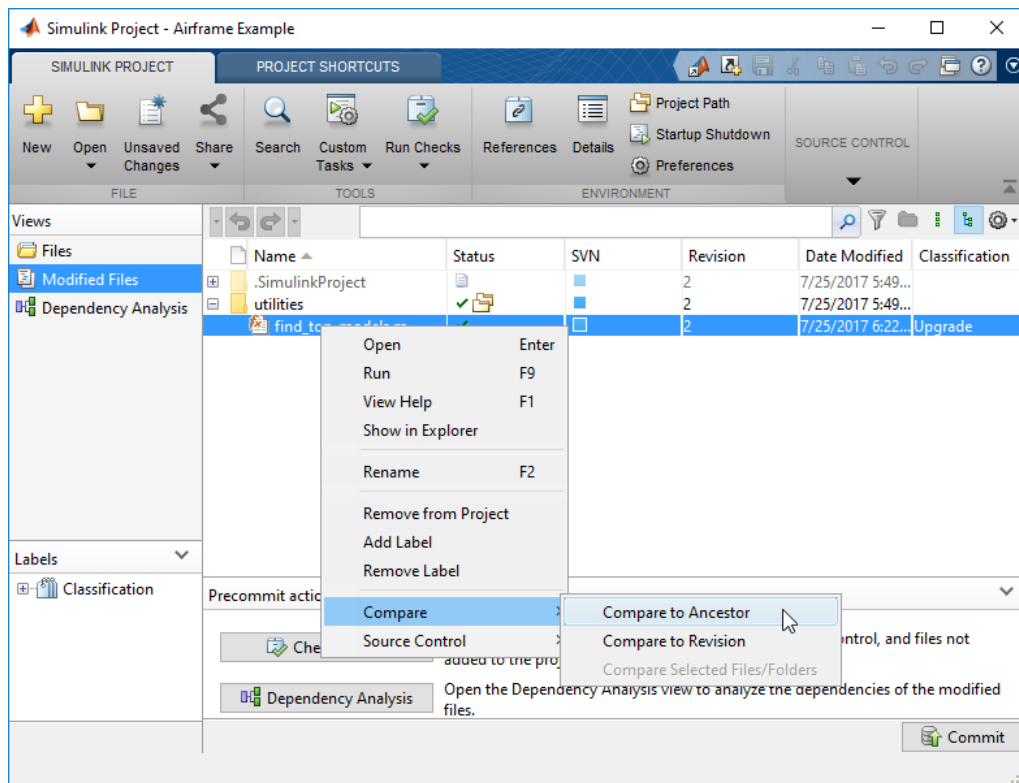 Simulink Project - Airframe Example
SIMULINK PROJECT
PROJECT SHORTCUTS
New
Open
Unsaved Changes
Share
Search
Custom Tasks
Run Checks
References
Details
Project Path
Startup Shutdown
Preferences
SOURCE CONTROL
FILE
TOOLS
ENVIRONMENT
Views
Files
Modified Files
Dependency Analysis
Name Status SVN Revision Date Modified Classification
.SimulinkProject 2 7/25/2017 5:49...
utilities 2 7/25/2017 5:49...
2 7/25/2017 6:22... Upgrade
Open Enter
Run F9
View Help F1
Show in Explorer
Rename F2
Remove from Project
Add Label
Remove Label
Compare
Source Control
Compare to Ancestor
Compare to Revision
Compare Selected Files/Folders
Labels
Classification
Precommit
and files not
added to the
Dependency Analysis
Open the Dependency Analysis view to analyze the dependencies of the modified
files.
Commit